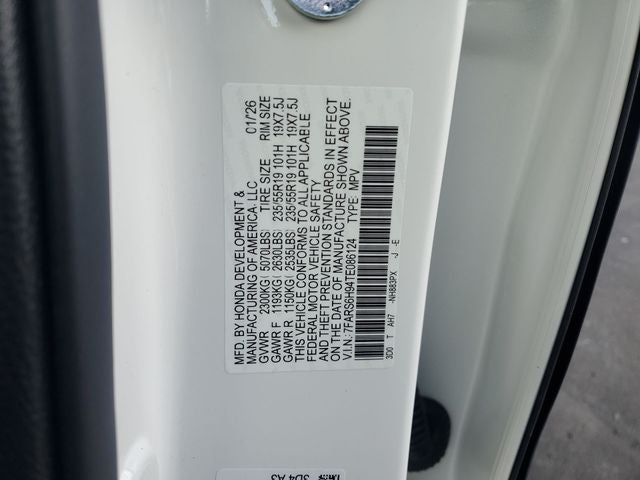 MFD. BY HONDA DEVELOPMENT &
MANUFACTURING OF AMERICA, LLC 01/'26
GVWR 2300KG( 5070LBS) TIRE SIZE RIM SIZE
GAWR F 1193KG( 2630LBS) 235/55R19 101H 19X7.5J
GAWR R 1150KG( 2535LBS) 235/55R19 101H 19X7.5J
THIS VEHICLE CONFORMS TO ALL APPLICABLE
FEDERAL MOTOR VEHICLE SAFETY
AND THEFT PREVENTION STANDARDS IN EFFECT
ON THE DATE OF MANUFACTURE SHOWN ABOVE.
V.I.N.:7FARS6H94TE086124 TYPE: MPV
3D0 T AH7 -NH883PX -J -E
3D4 A3